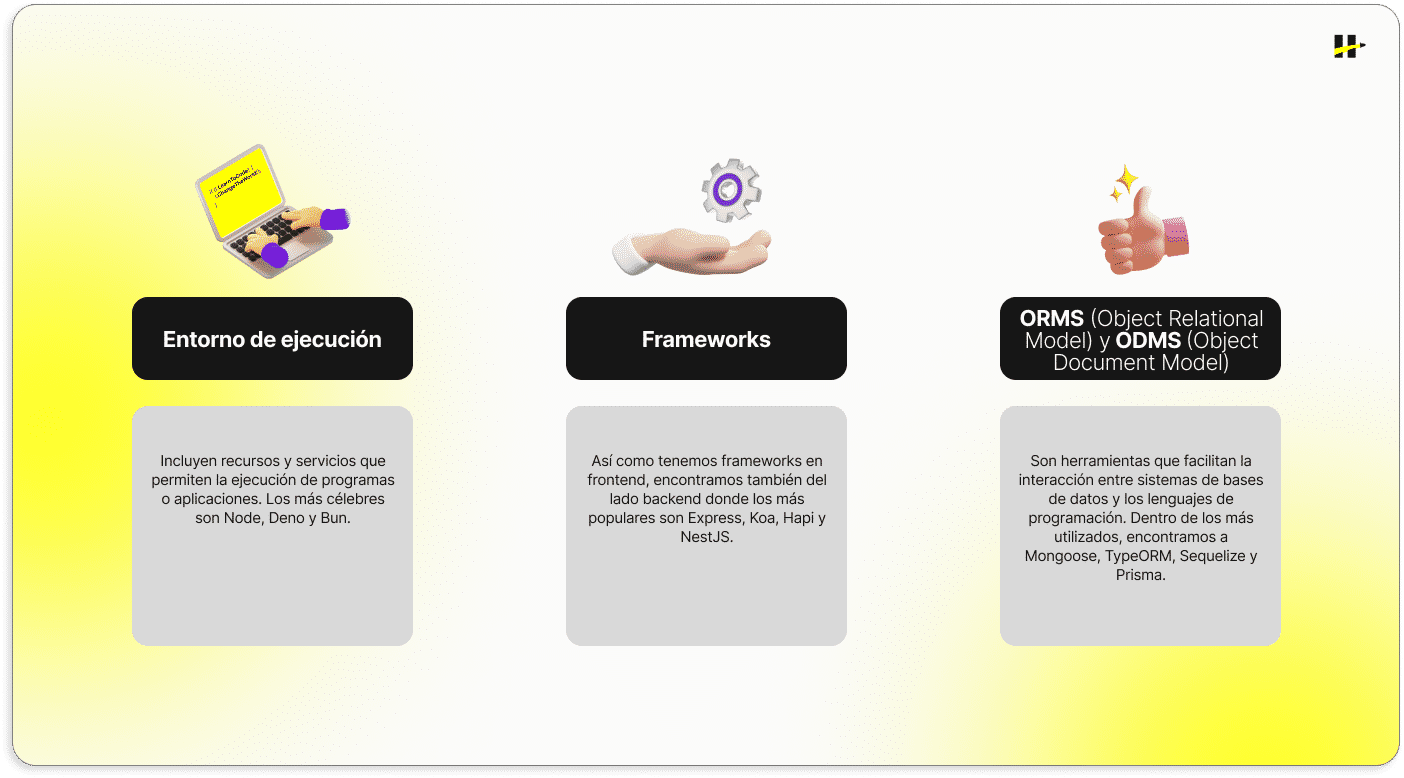 Entorno de ejecución
Incluyen recursos y servicios que
permiten la ejecución de programas
o aplicaciones. Los más célebres
son Node, Deno y Bun.
Frameworks
Así como tenemos frameworks en
frontend, encontramos también del
lado backend donde los más
populares son Express, Koa, Hapi y
NestJS.
ORMS (Object Relational
Model) y ODMS (Object
Document Model)
Son herramientas que facilitan la
interacción entre sistemas de bases
de datos y los lenguajes de
programación. Dentro de los más
utilizados, encontramos a
Mongoose, TypeORM, Sequelize y
Prisma.